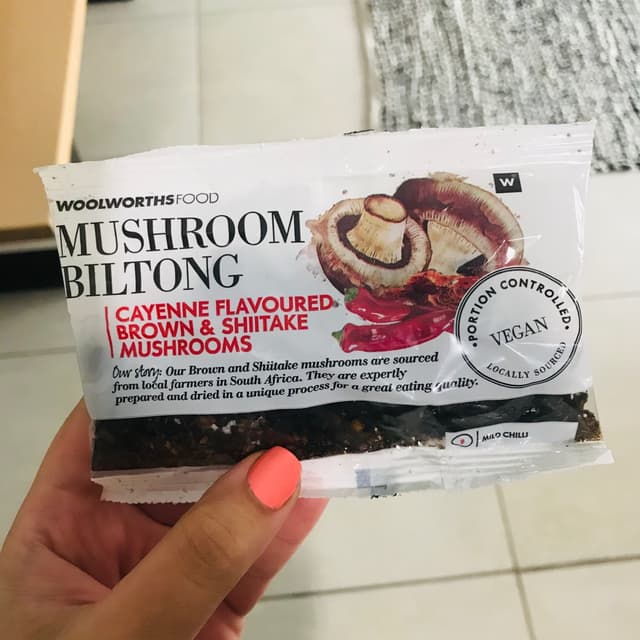 WOOLWORTHS FOOD
W
MUSHROOM
BILTONG
CAYENNE FLAVOURED
BROWN & SHIITAKE
MUSHROOMS
Our story: Our Brown and Shiitake mushrooms are sourced
from local farmers in South Africa. They are expertly
prepared and dried in a unique process for a great eating quality.
•PORTION CONTROLLED•
VEGAN
LOCALLY SOURCED
MILD CHILLI